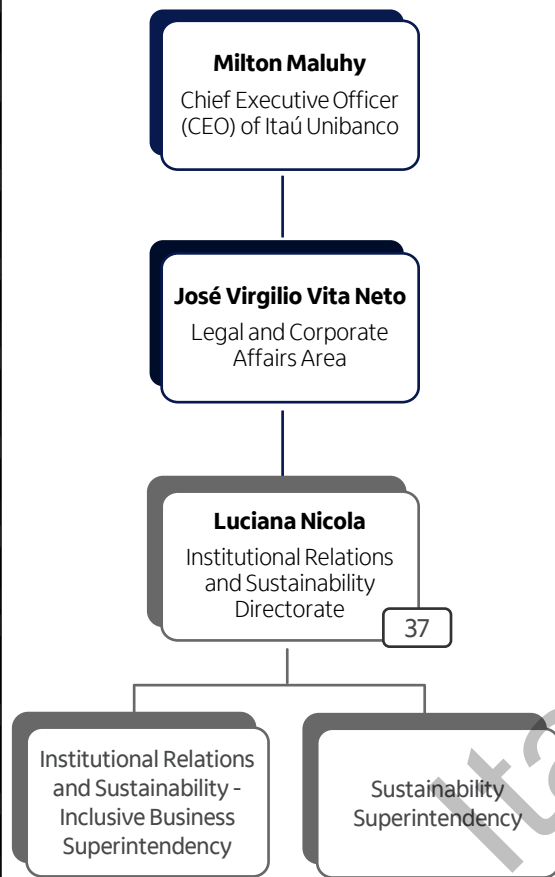 Milton Maluhy
Chief Executive Officer
(CEO) of Itaú Unibanco
José Virgilio Vita Neto
Legal and Corporate
Affairs Area
Luciana Nicola
Institutional Relations
and Sustainability
Directorate
37
Institutional Relations
and Sustainability -
Inclusive Business
Superintendency
Sustainability
Superintendency